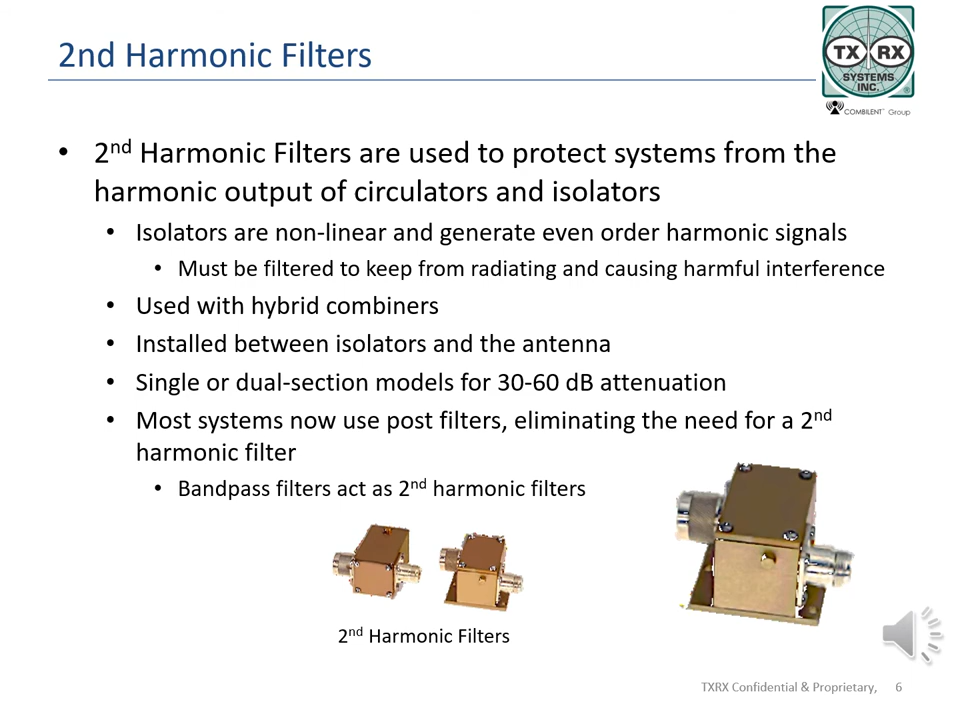 2nd Harmonic Filters
TX RX
SYSTEMS
INC.
®
COMBILENT™ Group
• 2nd Harmonic Filters are used to protect systems from the
harmonic output of circulators and isolators
• Isolators are non-linear and generate even order harmonic signals
• Must be filtered to keep from radiating and causing harmful interference
• Used with hybrid combiners
• Installed between isolators and the antenna
• Single or dual-section models for 30-60 dB attenuation
• Most systems now use post filters, eliminating the need for a 2nd
harmonic filter
• Bandpass filters act as 2nd harmonic filters
2nd Harmonic Filters
TXRX Confidential & Proprietary, 6